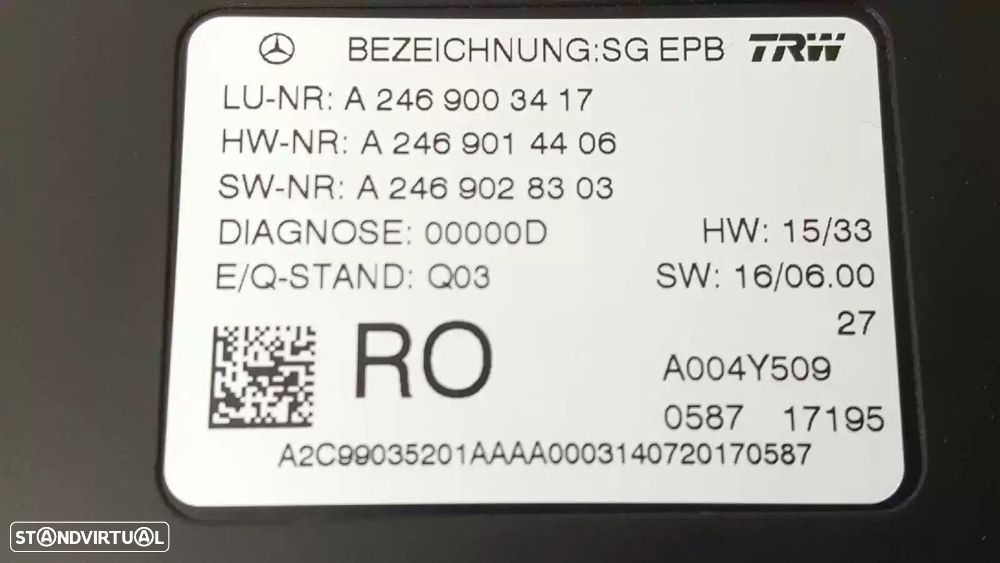 BEZEICHNUNG:SG EPB TRW
LU-NR: A 246 900 34 17
HW-NR: A 246 901 44 06
SW-NR: A 246 902 83 03
DIAGNOSE: 00000D HW: 15/33
E/Q-STAND: Q03 SW: 16/06.00
27
RO
A004Y509
0587 17195
A2C99035201AAAA0003140720170587
STANDVIRTUAL